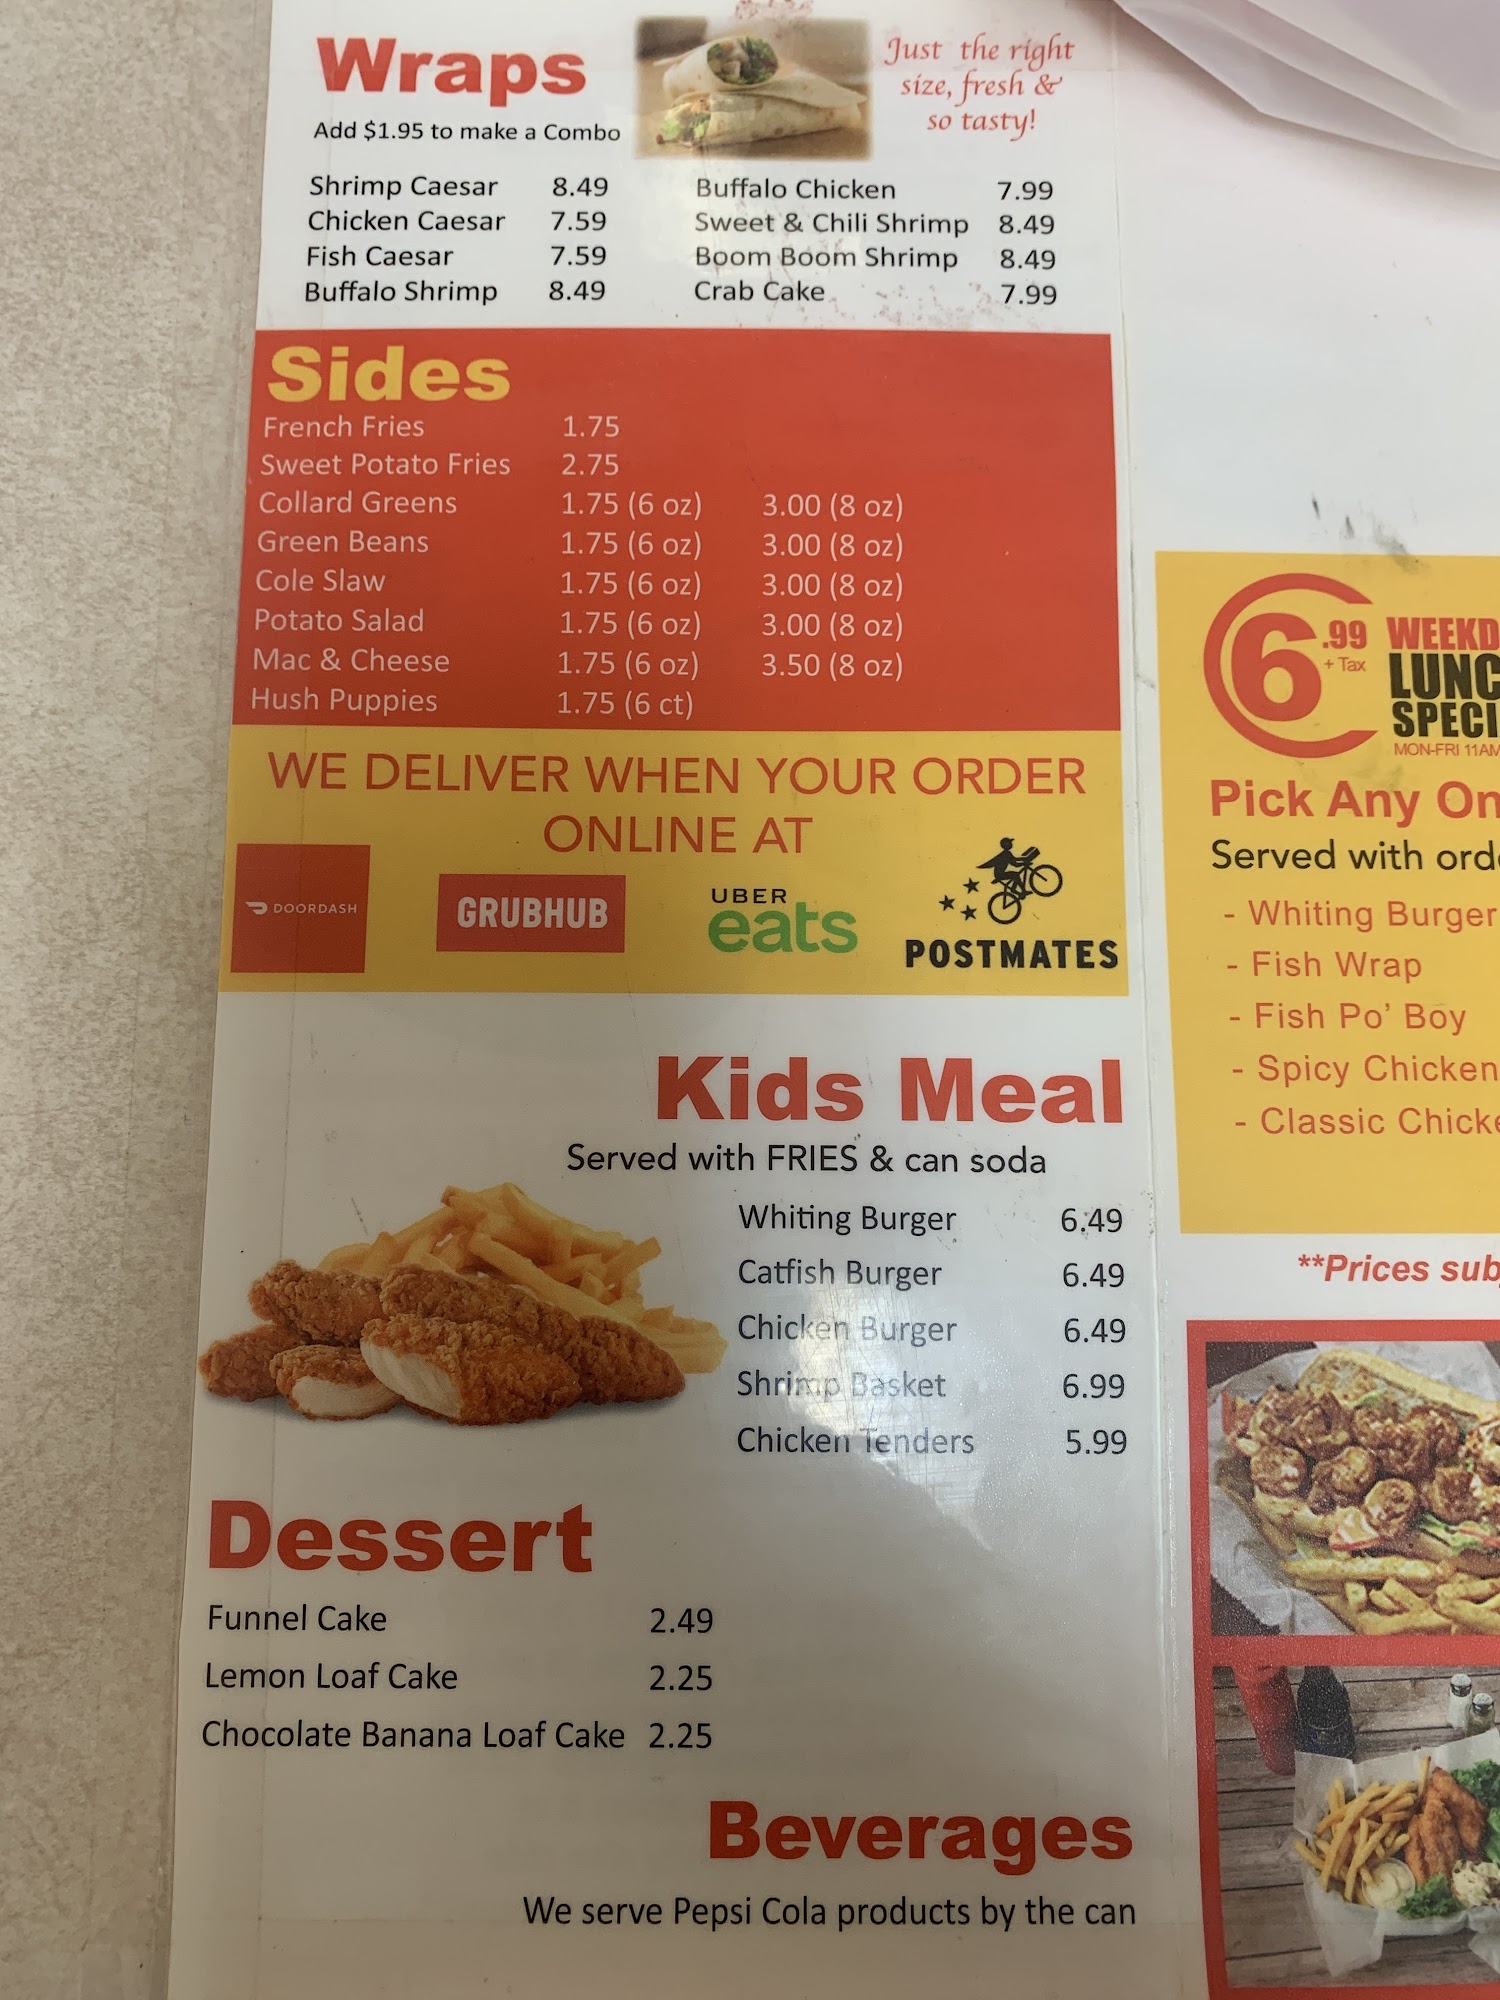 Wraps
Just the right
size, fresh &
so tasty!
Add $1.95 to make a Combo
Shrimp Caesar 8.49
Chicken Caesar 7.59
Fish Caesar 7.59
Buffalo Shrimp 8.49
Buffalo Chicken 7.99
Sweet & Chili Shrimp 8.49
Boom Boom Shrimp 8.49
Crab Cake 7.99
Sides
French Fries 1.75
Sweet Potato Fries 2.75
Collard Greens 1.75 (6 oz) 3.00 (8 oz)
Green Beans 1.75 (6 oz) 3.00 (8 oz)
Cole Slaw 1.75 (6 oz) 3.00 (8 oz)
Potato Salad 1.75 (6 oz) 3.00 (8 oz)
Mac & Cheese 1.75 (6 oz) 3.50 (8 oz)
Hush Puppies 1.75 (6 ct)
WE DELIVER WHEN YOUR ORDER
ONLINE AT
DOORDASH
GRUBHUB
UBER
eats
POSTMATES
Kids Meal
Served with FRIES & can soda
Whiting Burger 6.49
Catfish Burger 6.49
Chicken Burger 6.49
Shrimp Basket 6.99
Chicken Tenders 5.99
Dessert
Funnel Cake 2.49
Lemon Loaf Cake 2.25
Chocolate Banana Loaf Cake 2.25
Beverages
We serve Pepsi Cola products by the can
6.99
+ Tax
WEEKD
LUNC
SPECI
MON-FRI 11AM
Pick Any On
Served with ord
- Whiting Burger
- Fish Wrap
- Fish Po' Boy
- Spicy Chicken
- Classic Chick
**Prices sub